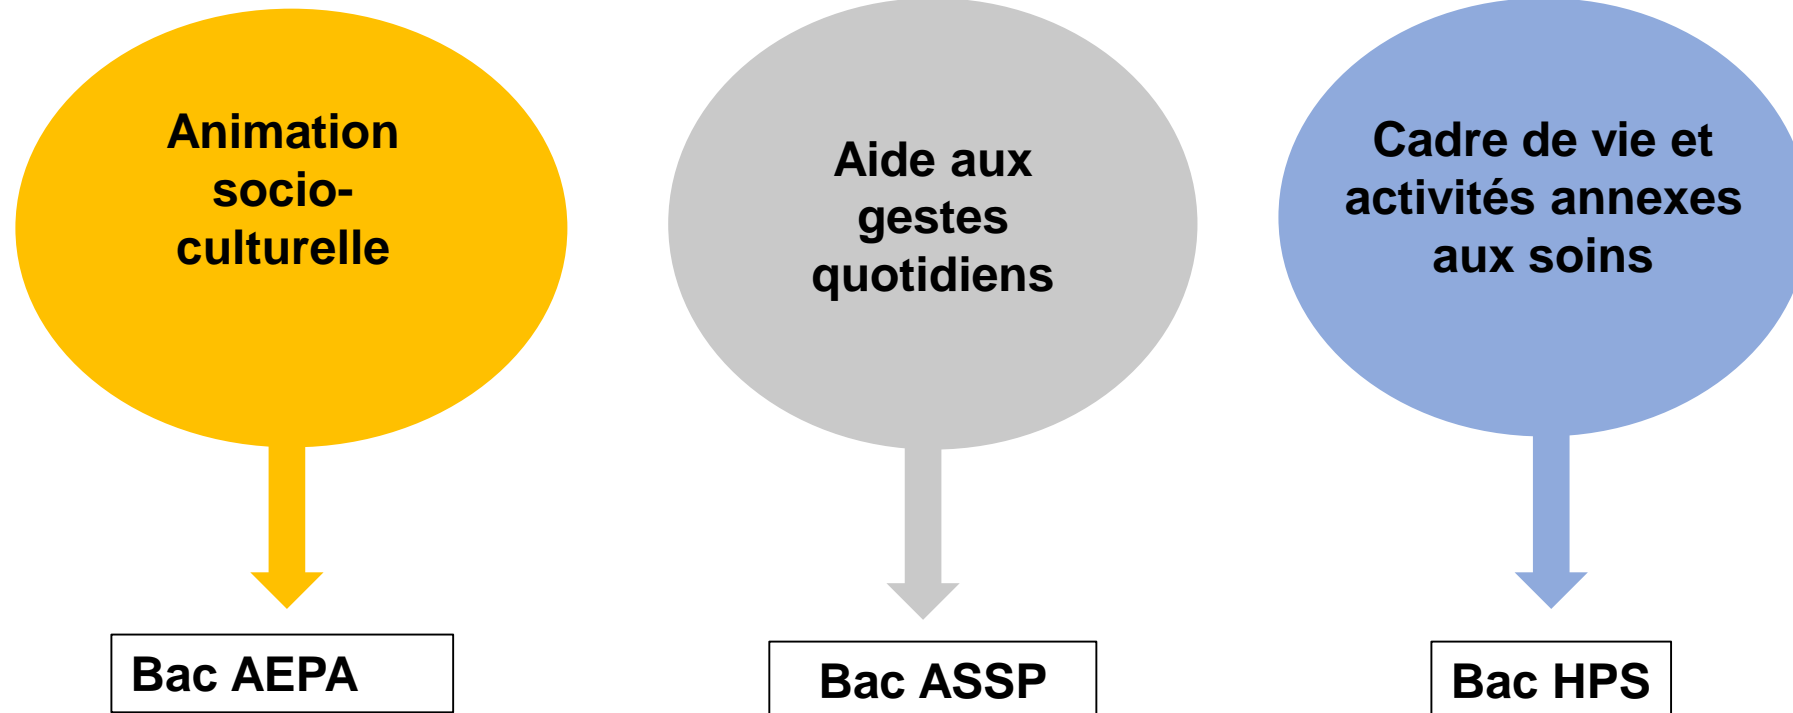 Animation
socio-
culturelle
Aide aux
gestes
quotidiens
Cadre de vie et
activités annexes
aux soins
Bac AEPA
Bac ASSP
Bac HPS